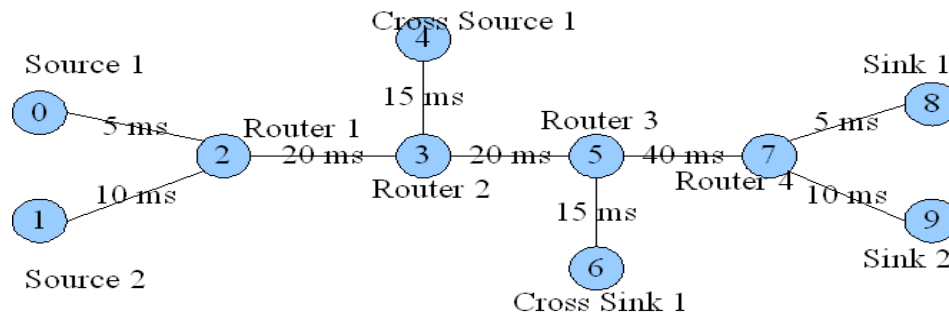 Cross Source 1
4
Source 1
Sink 1
0
15 ms
8
5 ms
Router 1
Router 3
5 ms
2
20 ms
3
20 ms
5
40 ms
7
Router 2
Router 4
10 ms
15 ms
10 ms
1
9
Source 2
6
Sink 2
Cross Sink 1